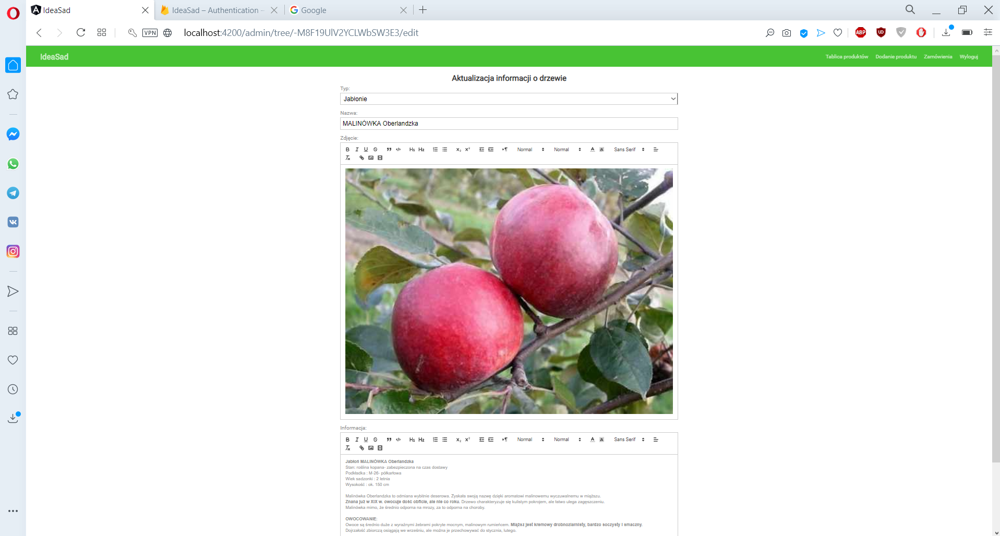 IdeaSad
IdeaSad – Authentication –
Google
VPN
localhost:4200/admin/tree/-M8F19UlV2YCLWbSW3E3/edit
ABP
IdeaSad
Tablica produktów Dodanie produktu Zamówienia Wyloguj
Aktualizacja informacji o drzewie
Typ:
Jabłonie
Nazwa:
MALINÓWKA Oberlandzka
Zdjęcie:
B I U S H1 H2 x2 x2 Normal Normal A A Sans Serif
Tx
Informacja:
B I U S H1 H2 x2 x2 Normal Normal A A Sans Serif
Tx
Jabłoń MALINÓWKA Oberlandzka
Stan: roślina kopana- zabezpieczona na czas dostawy
Podkładka : M-26- półkarłowa
Wiek sadzonki : 2 letnia
Wysokość : ok. 150 cm
Malinówka Oberlandzka to odmiana wybitnie deserowa. Zyskała swoją nazwę dzięki aromatowi malinowemu wyczuwalnemu w miąższu.
Znana już w XIX w. owocuje dość obficie, ale nie co roku. Drzewo charakteryzuje się kulistym pokrojem, ale łatwo ulega zagęszczeniu.
Malinówka mimo, że średnio odporna na mrozy, za to odporna na choroby.
OWOCOWANIE:
Owoce są średnio duże z wyraźnymi żebrami pokryte mocnym, malinowym rumieńcem. Miąższ jest kremowy drobnoziarnisty, bardzo soczysty i smaczny.
Dojrzałość zbiorczą osiągają we wrześniu, ale można je przechowywać do stycznia, lutego.